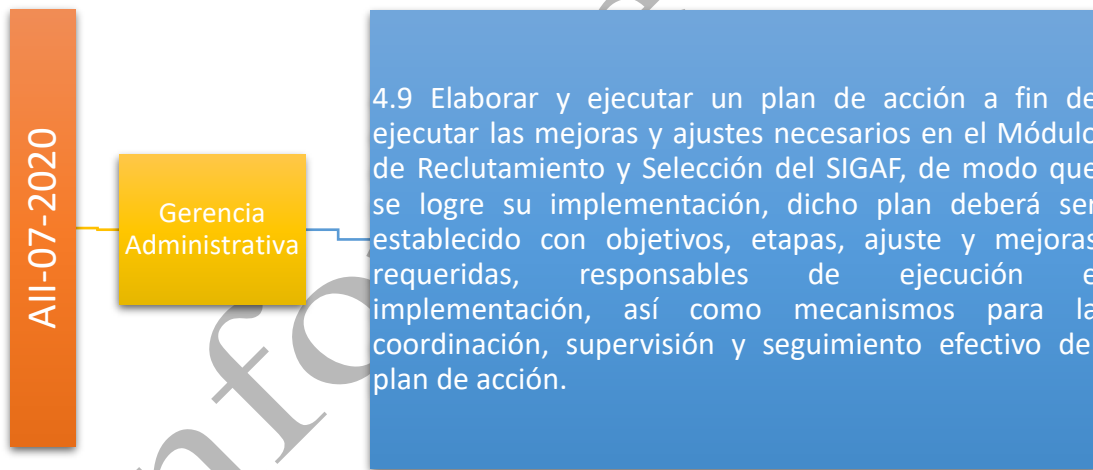 AII-07-2020
Gerencia
Administrativa
4.9 Elaborar y ejecutar un plan de acción a fin de
ejecutar las mejoras y ajustes necesarios en el Módulo
de Reclutamiento y Selección del SIGAF, de modo que
se logre su implementación, dicho plan deberá ser
establecido con objetivos, etapas, ajuste y mejoras
requeridas, responsables de ejecución e
implementación, así como mecanismos para la
coordinación, supervisión y seguimiento efectivo del
plan de acción.